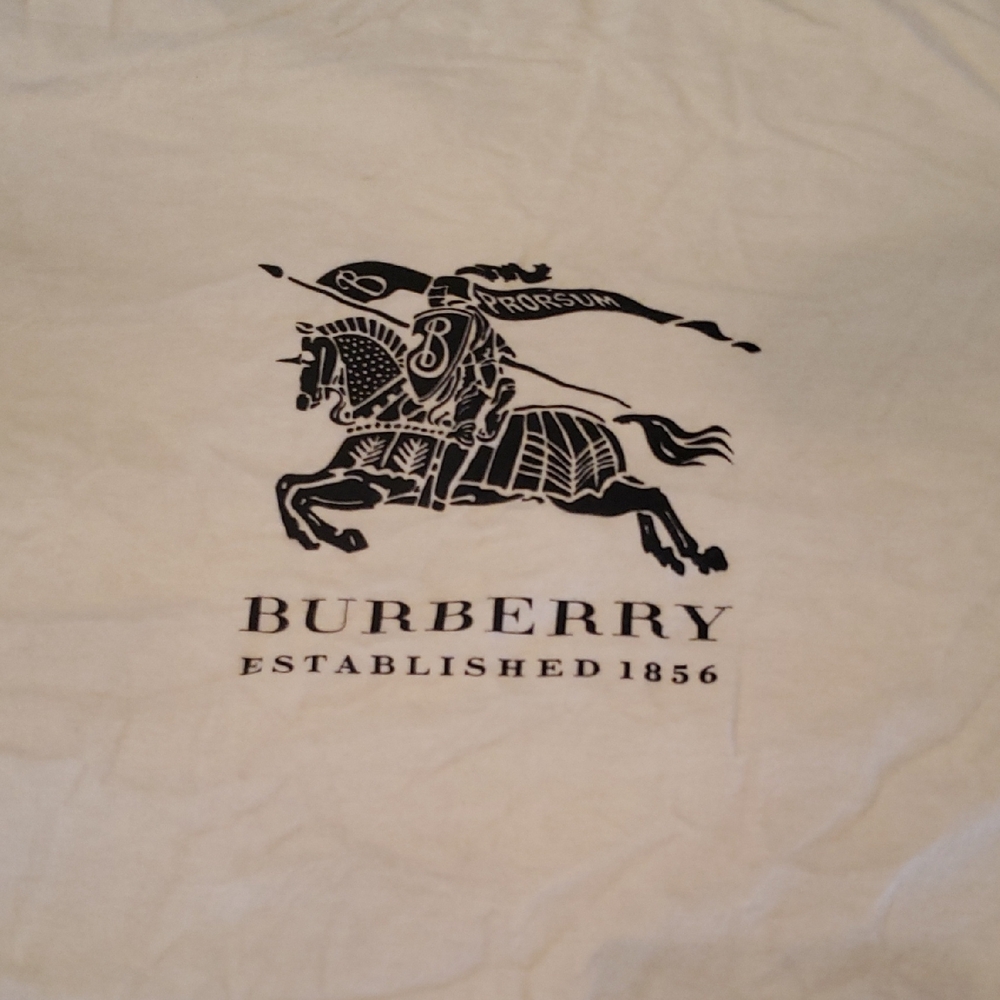 B
PRORSUM
B
BURBERRY
ESTABLISHED 1856